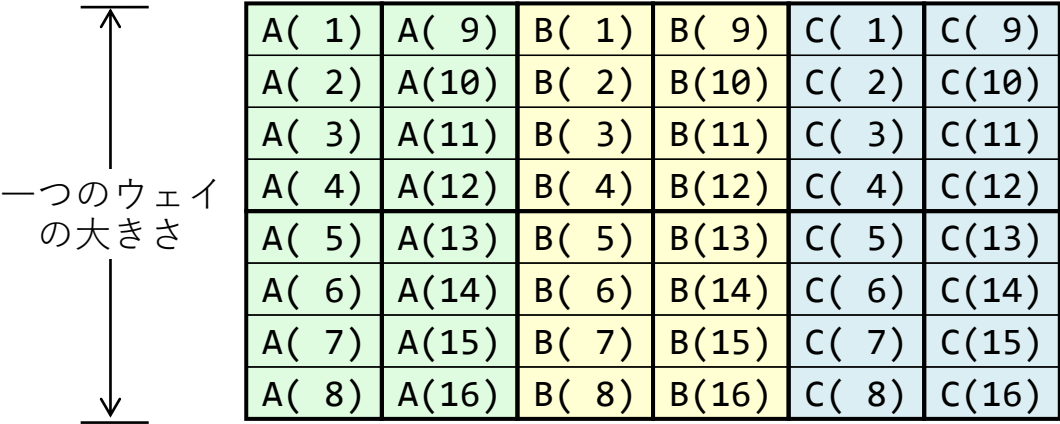 A( 1) A( 9) B( 1) B( 9) C( 1) C( 9)
A( 2) A(10) B( 2) B(10) C( 2) C(10)
A( 3) A(11) B( 3) B(11) C( 3) C(11)
A( 4) A(12) B( 4) B(12) C( 4) C(12)
一つのウェイ
の大きさ
A( 5) A(13) B( 5) B(13) C( 5) C(13)
A( 6) A(14) B( 6) B(14) C( 6) C(14)
A( 7) A(15) B( 7) B(15) C( 7) C(15)
A( 8) A(16) B( 8) B(16) C( 8) C(16)